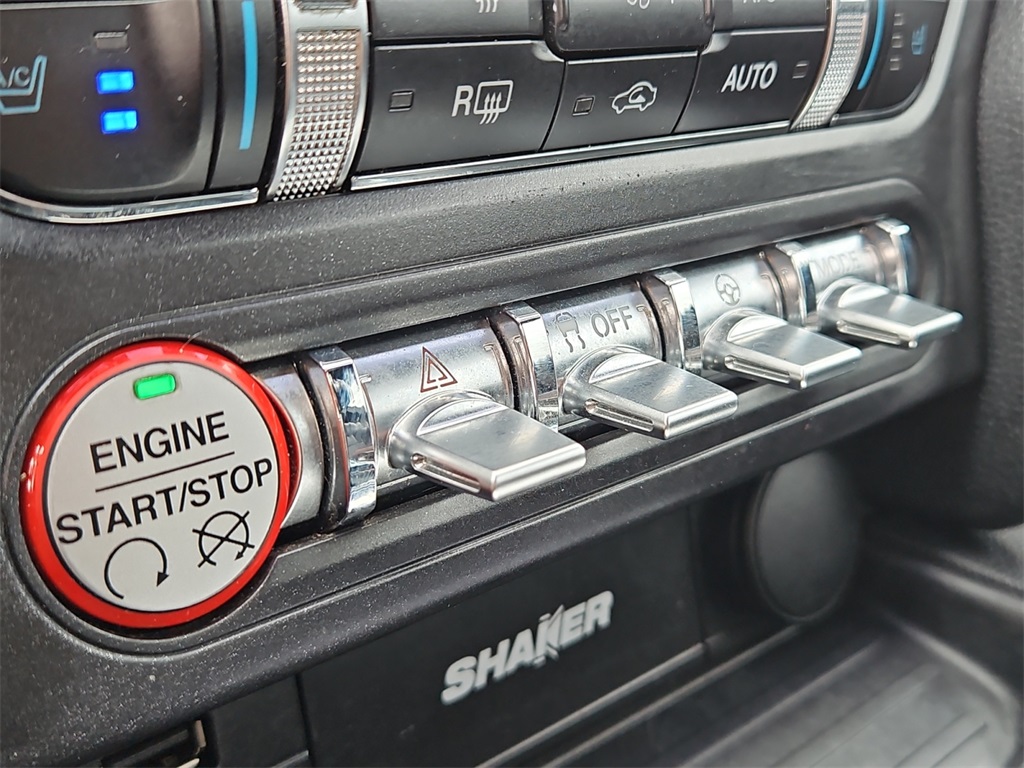 A/C
R
AUTO
MODE
OFF
ENGINE
START/STOP
SHAKER